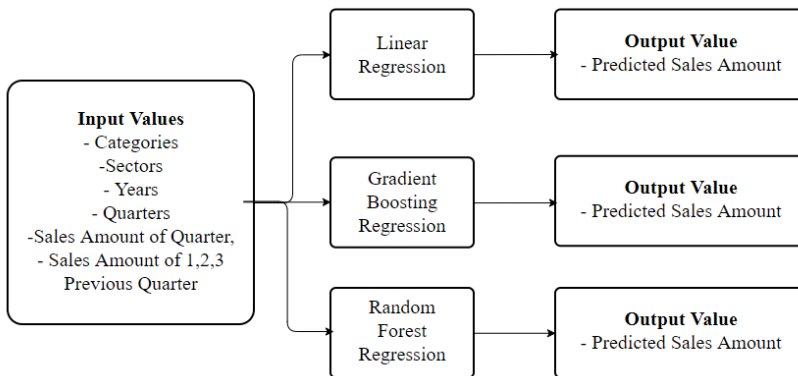 Input Values
- Categories
-Sectors
- Years
- Quarters
-Sales Amount of Quarter,
- Sales Amount of 1,2,3
Previous Quarter
Linear
Regression
Output Value
- Predicted Sales Amount
Gradient
Boosting
Regression
Output Value
- Predicted Sales Amount
Random
Forest
Regression
Output Value
- Predicted Sales Amount